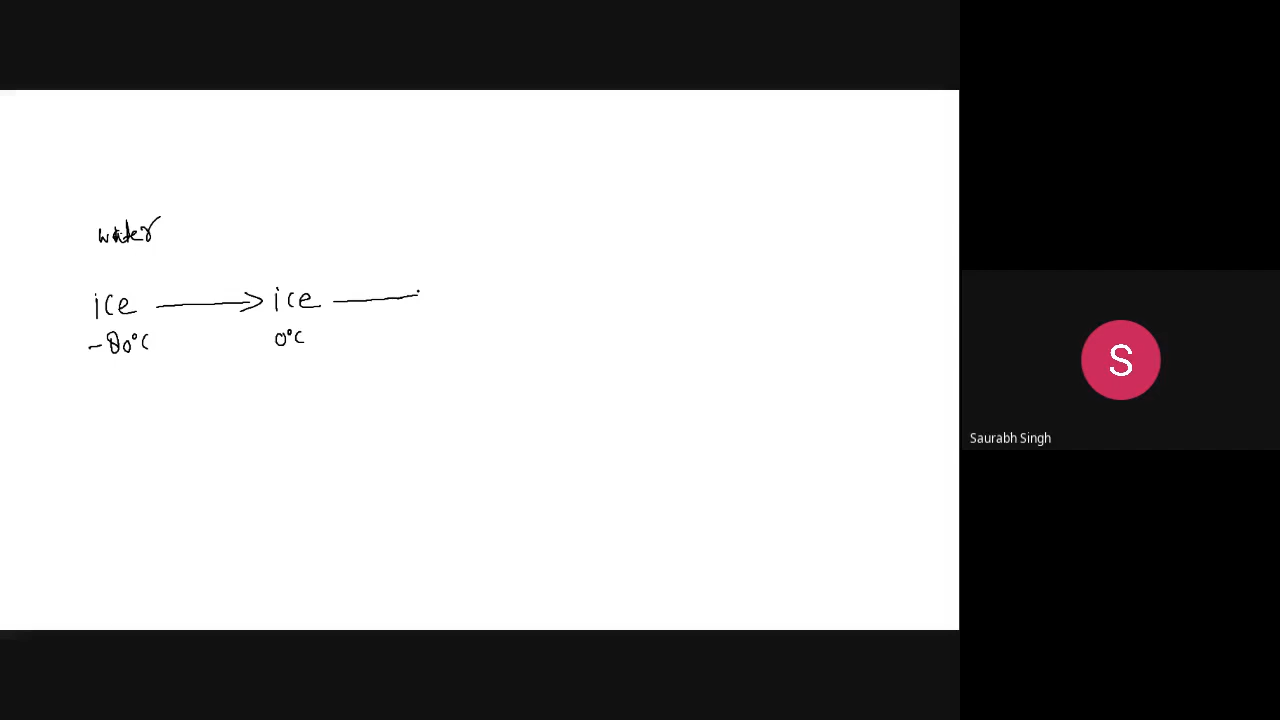 water
ice → ice —
-80°C 0°C
S
Saurabh Singh